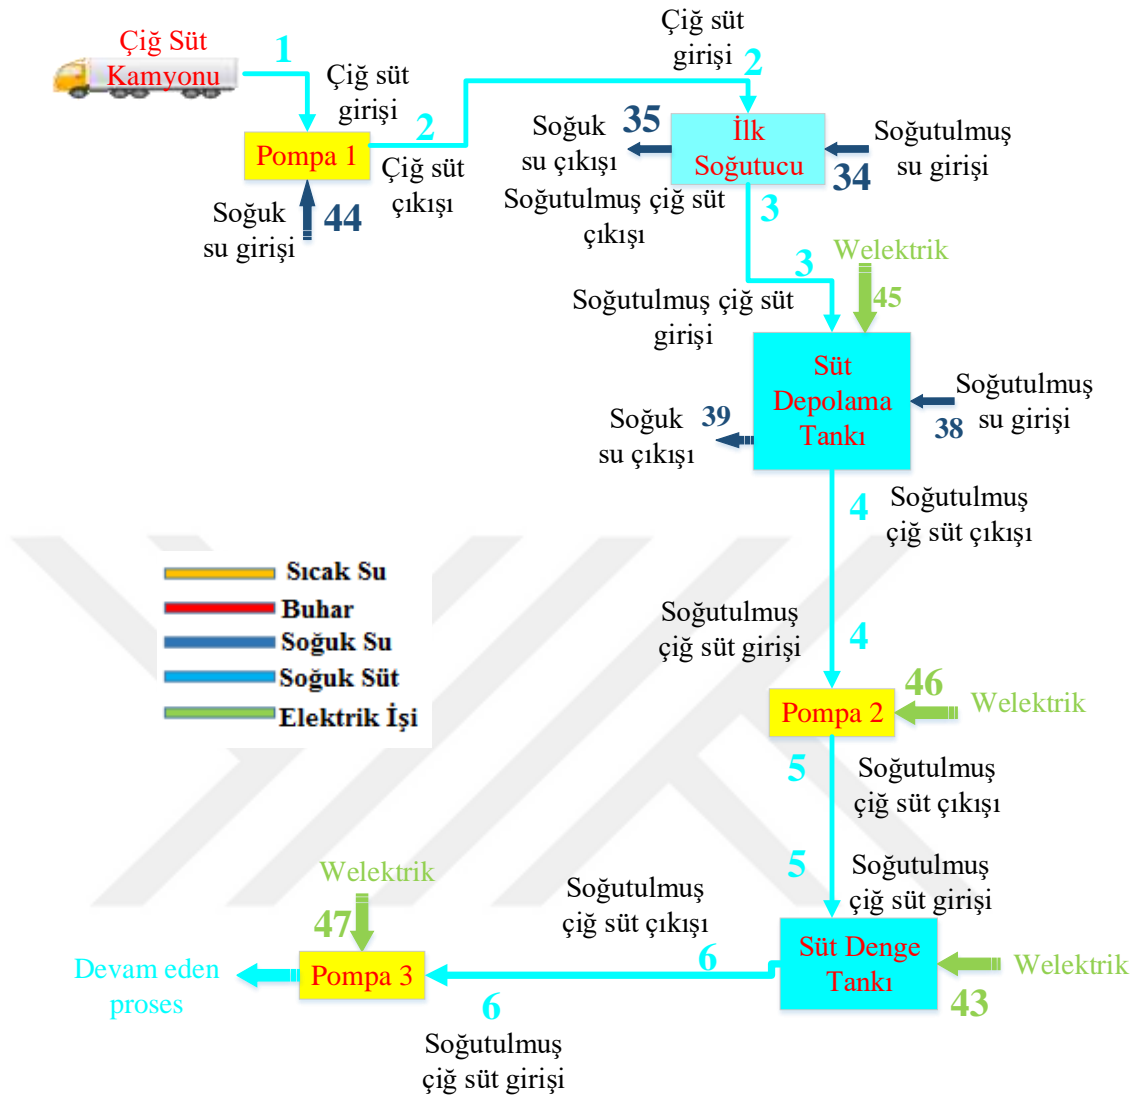 Çiğ Süt
Kamyonu
1
Çiğ süt
girişi
2
Çiğ süt
girişi
2
Pompa 1
Çiğ süt
çıkışı
Soğuk
su girişi
44
Soğuk
su çıkışı
35
İlk
Soğutucu
34
Soğutulmuş
su girişi
Soğutulmuş çiğ süt
çıkışı
3
3
Soğutulmuş çiğ süt
girişi
Welektrik
45
Süt
Depolama
Tankı
Soğutulmuş
su girişi
38
Soğuk
su çıkışı
39
4
Soğutulmuş
çiğ süt çıkışı
Sıcak Su
Buhar
Soğuk Su
Soğuk Süt
Elektrik İşi
Soğutulmuş
çiğ süt girişi
4
Pompa 2
46
Welektrik
5
Soğutulmuş
çiğ süt çıkışı
5
Soğutulmuş
çiğ süt girişi
Süt Denge
Tankı
Welektrik
43
Soğutulmuş
çiğ süt çıkışı
6
6
Soğutulmuş
çiğ süt girişi
Welektrik
47
Pompa 3
Devam eden
proses